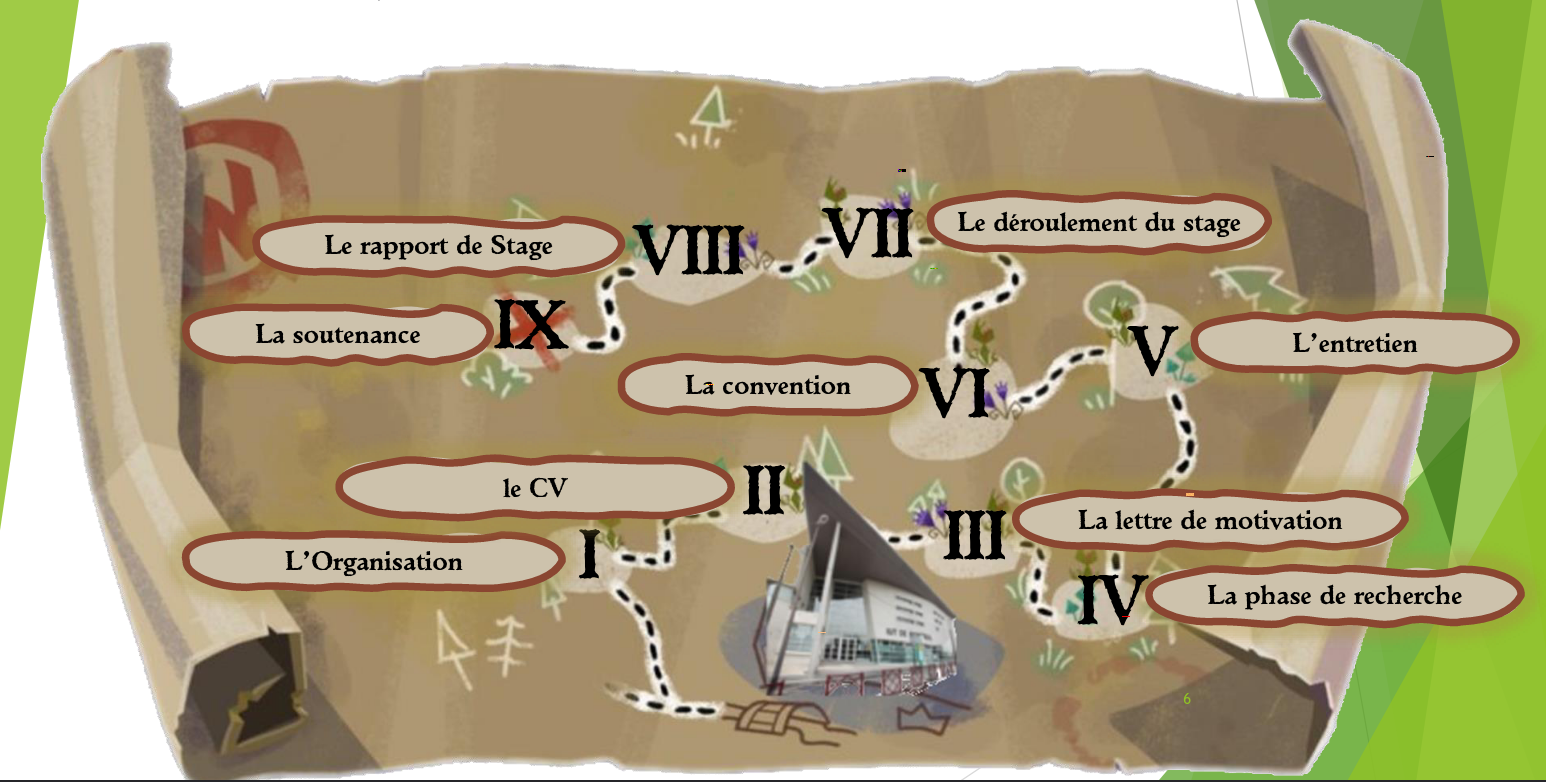 Le rapport de Stage
VIII
VII
Le déroulement du stage
La soutenance
IX
La convention
VI
V
L'entretien
le CV
II
L'Organisation
I
III
La lettre de motivation
IV
La phase de recherche
6